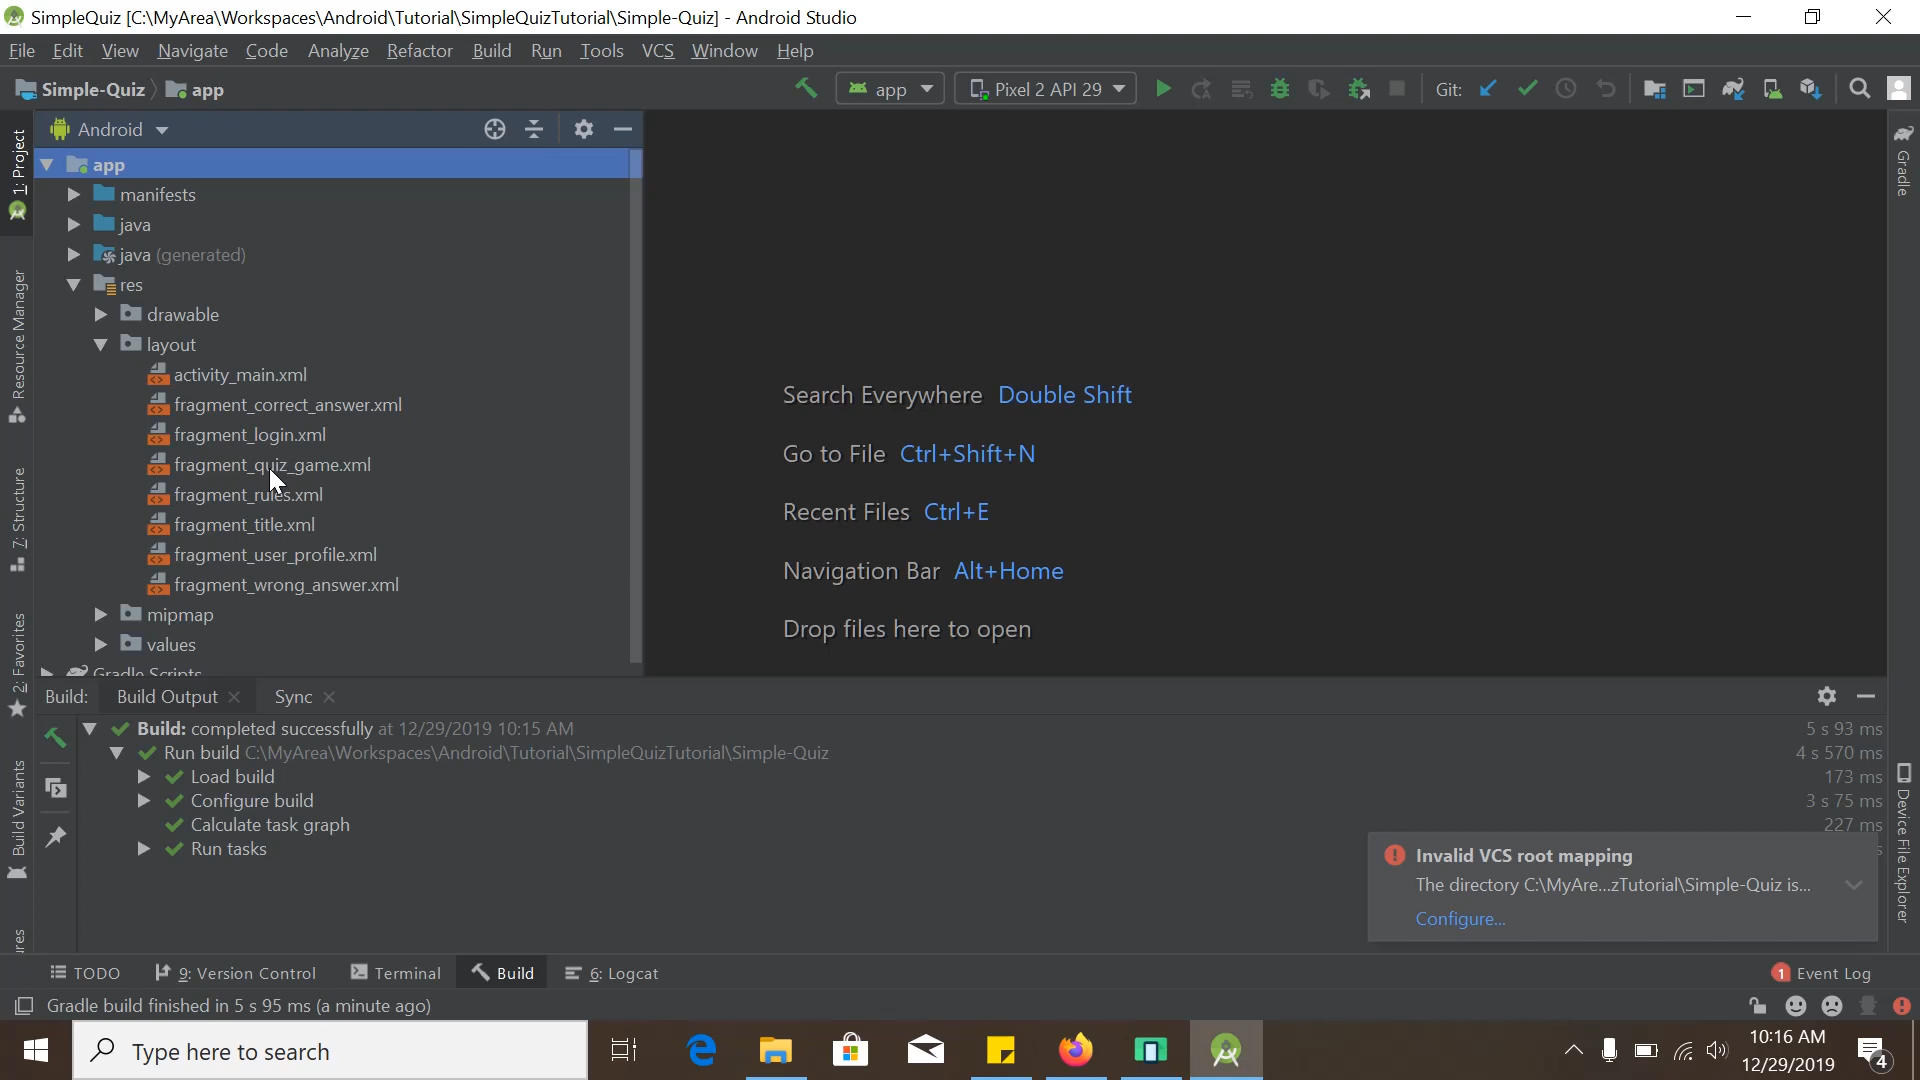 SimpleQuiz [C:\MyArea\Workspaces\Android\Tutorial\SimpleQuizTutorial\Simple-Quiz] - Android Studio
File Edit View Navigate Code Analyze Refactor Build Run Tools VCS Window Help
Simple-Quiz app
app
Pixel 2 API 29
Git:
Android
app
manifests
java
java (generated)
res
drawable
layout
activity_main.xml
fragment_correct_answer.xml
fragment_login.xml
fragment_quiz_game.xml
fragment_rules.xml
fragment_title.xml
fragment_user_profile.xml
fragment_wrong_answer.xml
mipmap
values
Gradle Scripts
1: Project
Resource Manager
7: Structure
2: Favorites
Build Variants
Search Everywhere Double Shift
Go to File Ctrl+Shift+N
Recent Files Ctrl+E
Navigation Bar Alt+Home
Drop files here to open
Gradle
Device File Explorer
Build: Build Output Sync
Build: completed successfully at 12/29/2019 10:15 AM 5 s 93 ms
Run build C:\MyArea\Workspaces\Android\Tutorial\SimpleQuizTutorial\Simple-Quiz 4 s 570 ms
Load build 173 ms
Configure build 3 s 75 ms
Calculate task graph 227 ms
Run tasks
Invalid VCS root mapping
The directory C:\MyAre...zTutorial\Simple-Quiz is...
Configure...
TODO 9: Version Control Terminal Build 6: Logcat 1 Event Log
Gradle build finished in 5 s 95 ms (a minute ago)
Type here to search
10:16 AM
12/29/2019
4